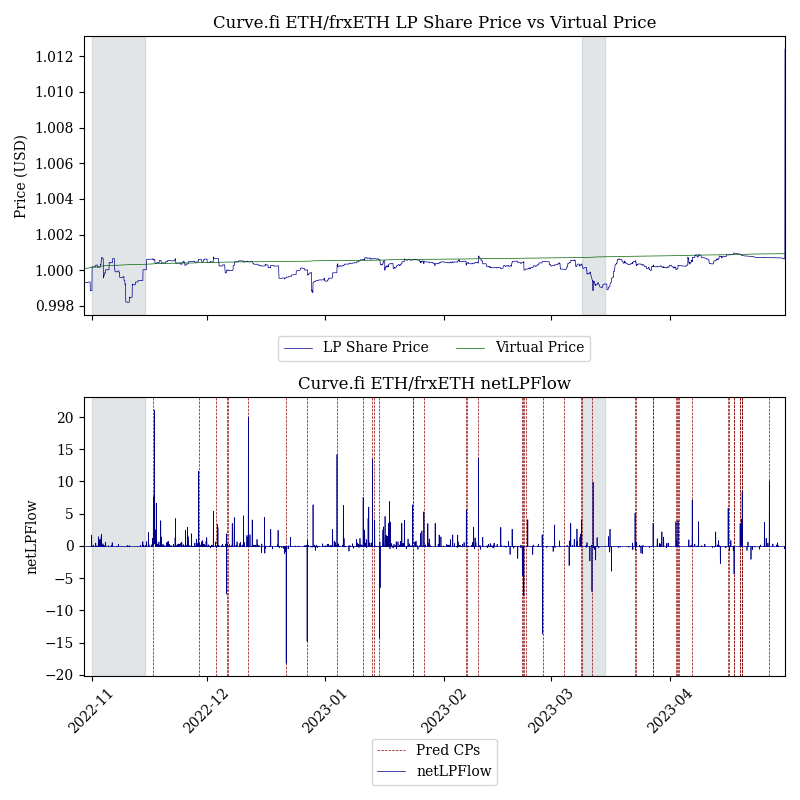 Curve.fi ETH/frxETH LP Share Price vs Virtual Price
Price (USD)
1.012
1.010
1.008
1.006
1.004
1.002
1.000
0.998
LP Share Price
Virtual Price
Curve.fi ETH/frxETH netLPFlow
netLPFlow
20
15
10
5
0
−5
−10
−15
−20
2022-11
2022-12
2023-01
2023-02
2023-03
2023-04
Pred CPs
netLPFlow